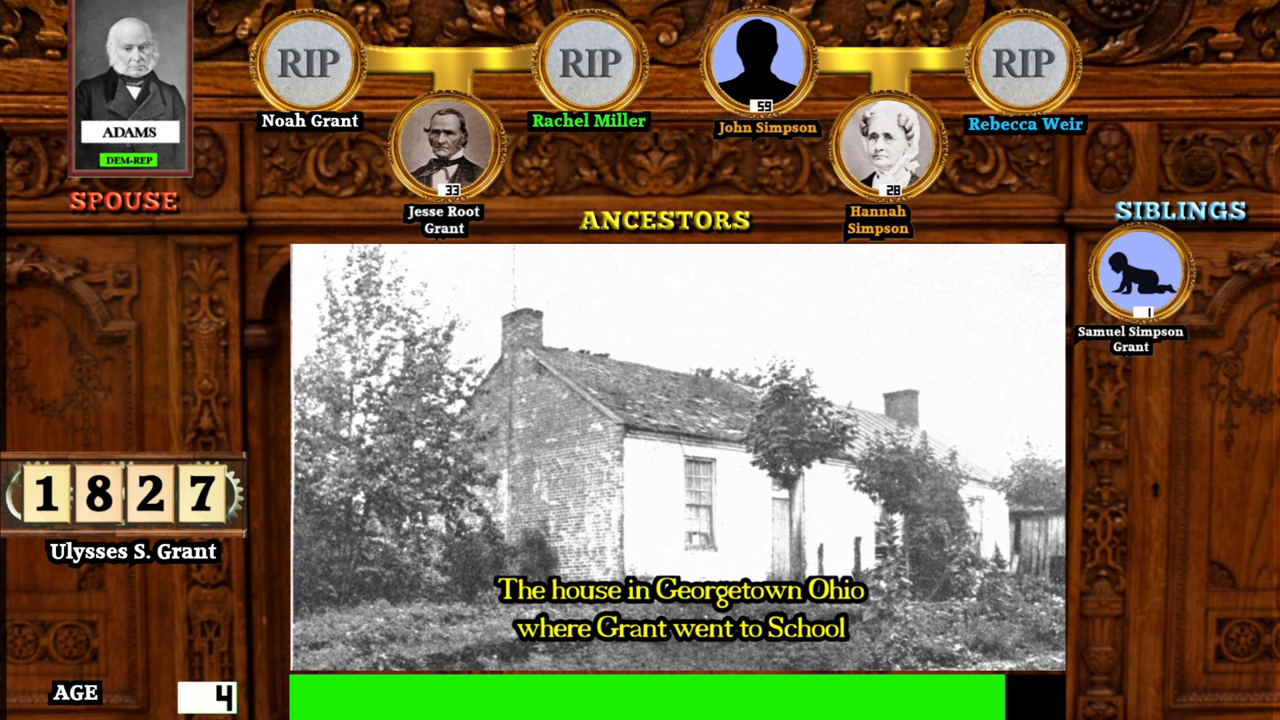 ADAMS
DEM-REP
SPOUSE
RIP
Noah Grant
33
Jesse Root
Grant
RIP
Rachel Miller
ANCESTORS
59
John Simpson
28
Hannah
Simpson
RIP
Rebecca Weir
SIBLINGS
1
Samuel Simpson
Grant
1827
Ulysses S. Grant
The house in Georgetown Ohio
where Grant went to School
AGE
4